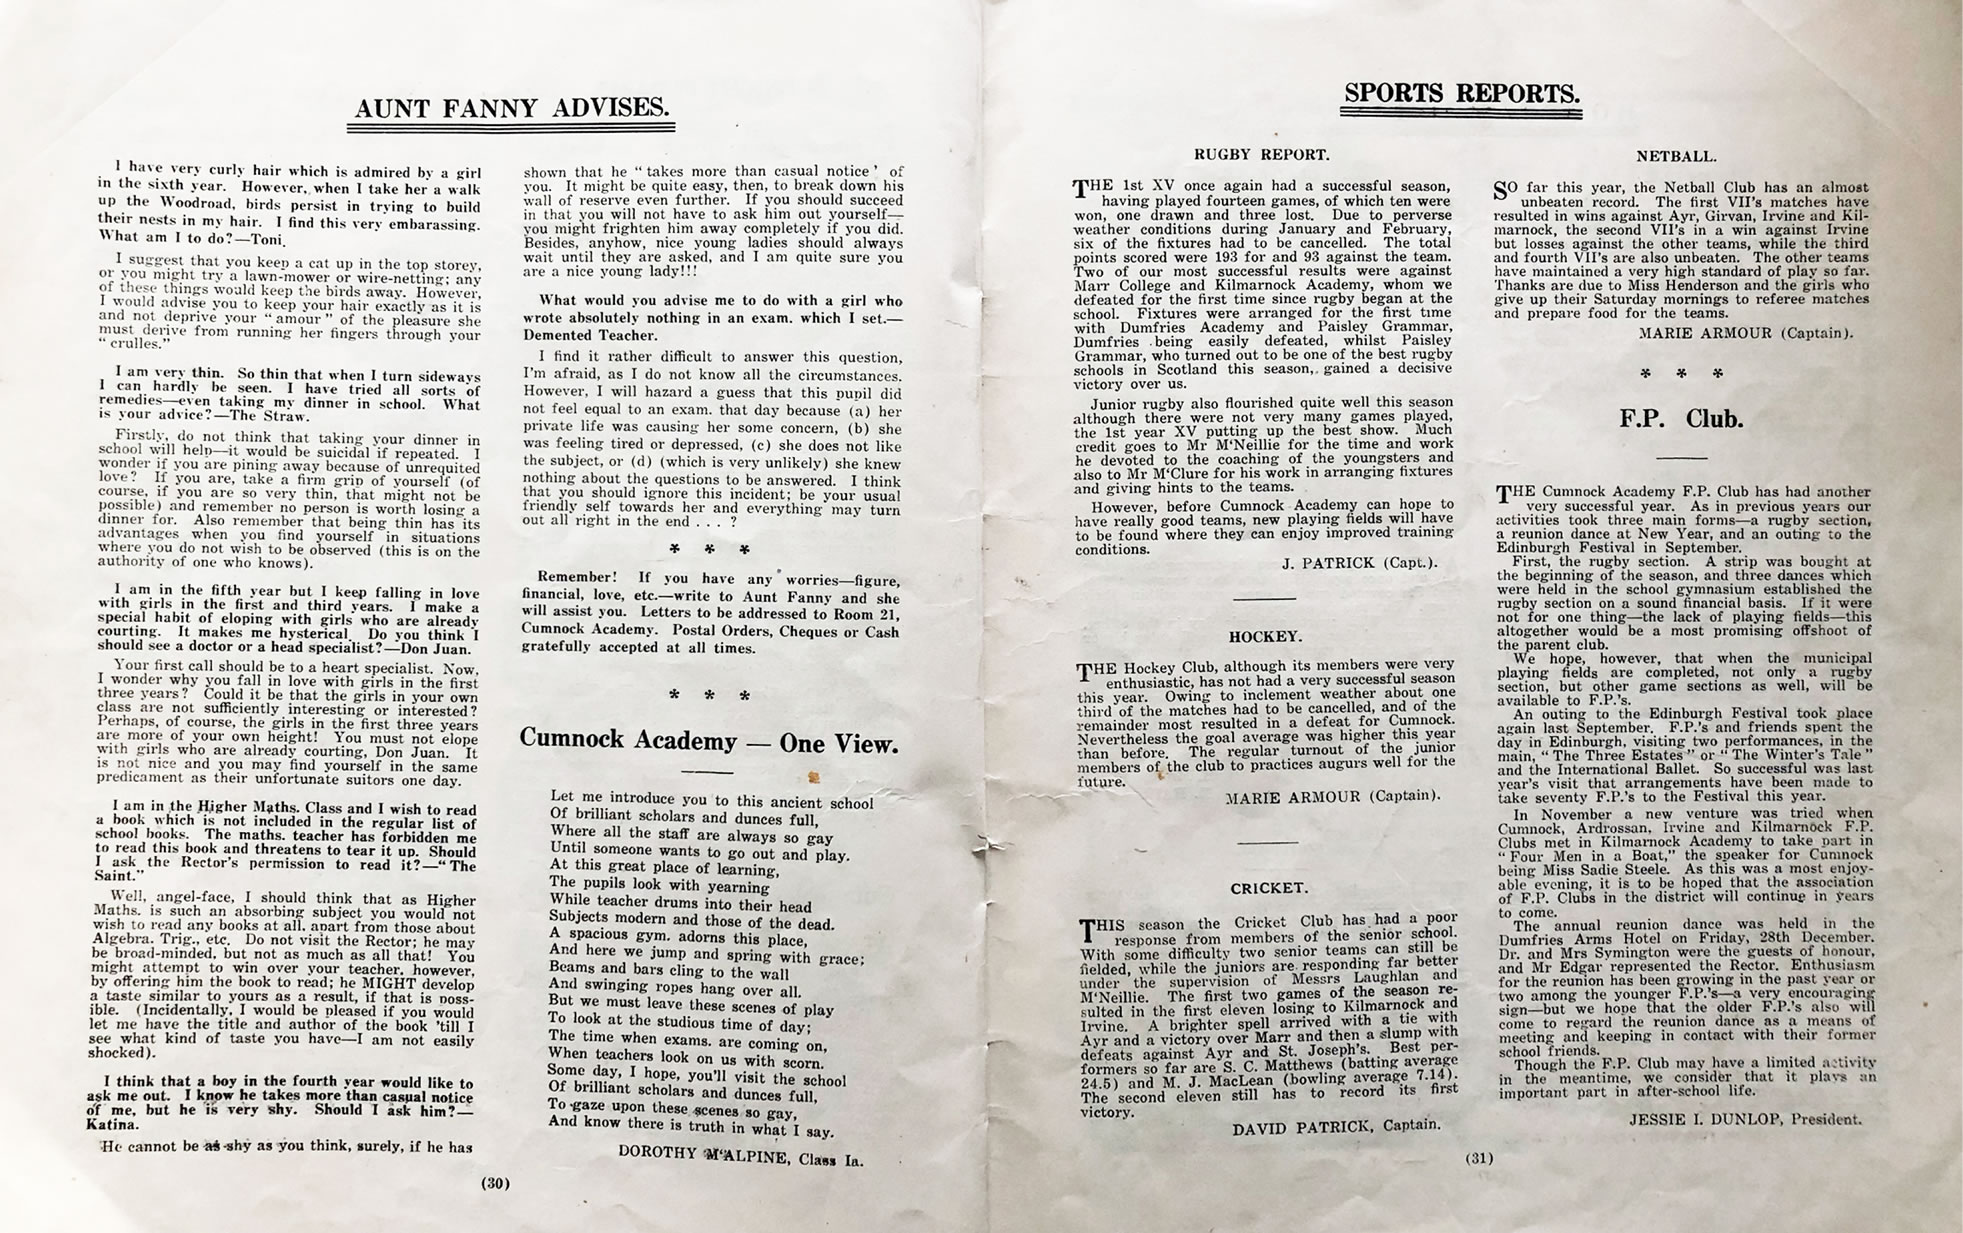 AUNT FANNY ADVISES.
I have very curly hair which is admired by a girl
in the sixth year. However, when I take her a walk
up the Woodroad, birds persist in trying to build
their nests in my hair. I find this very embarassing.
What am I to do?—Toni.
I suggest that you keep a cat up in the top storey,
or you might try a lawn-mower or wire-netting; any
of these things would keep the birds away. However,
I would advise you to keep your hair exactly as it is
and not deprive your “ amour ” of the pleasure she
must derive from running her fingers through your
“ crulles.”
I am very thin. So thin that when I turn sideways
I can hardly be seen. I have tried all sorts of
remedies—even taking my dinner in school. What
is your advice?—The Straw.
Firstly, do not think that taking your dinner in
school will help—it would be suicidal if repeated. I
wonder if you are pining away because of unrequited
love? If you are, take a firm grip of yourself (of
course, if you are so very thin, that might not be
possible) and remember no person is worth losing a
dinner for. Also remember that being thin has its
advantages when you find yourself in situations
where you do not wish to be observed (this is on the
authority of one who knows).
I am in the fifth year but I keep falling in love
with girls in the first and third years. I make a
special habit of eloping with girls who are already
courting. It makes me hysterical. Do you think I
should see a doctor or a head specialist?—Don Juan.
Your first call should be to a heart specialist. Now,
I wonder why you fall in love with girls in the first
three years? Could it be that the girls in your own
class are not sufficiently interesting or interested?
Perhaps, of course, the girls in the first three years
are more of your own height! You must not elope
with girls who are already courting, Don Juan. It
is not nice and you may find yourself in the same
predicament as their unfortunate suitors one day.
I am in the Higher Maths. Class and I wish to read
a book which is not included in the regular list of
school books. The maths. teacher has forbidden me
to read this book and threatens to tear it up. Should
I ask the Rector's permission to read it?—“ The
Saint.”
Well, angel-face, I should think that as Higher
Maths. is such an absorbing subject you would not
wish to read any books at all. apart from those about
Algebra. Trig., etc. Do not visit the Rector; he may
be broad-minded, but not as much as all that! You
might attempt to win over your teacher, however,
by offering him the book to read; he MIGHT develop
a taste similar to yours as a result, if that is poss-
ible. (Incidentally, I would be pleased if you would
let me have the title and author of the book 'till I
see what kind of taste you have—I am not easily
shocked).
I think that a boy in the fourth year would like to
ask me out. I know he takes more than casual notice
of me, but he is very shy. Should I ask him?—
Katina.
He cannot be as shy as you think, surely, if he has
shown that he “ takes more than casual notice ’ of
you. It might be quite easy, then, to break down his
wall of reserve even further. If you should succeed
in that you will not have to ask him out yourself—
you might frighten him away completely if you did.
Besides, anyhow, nice young ladies should always
wait until they are asked, and I am quite sure you
are a nice young lady!!!
What would you advise me to do with a girl who
wrote absolutely nothing in an exam. which I set.—
Demented Teacher.
I find it rather difficult to answer this question,
I'm afraid, as I do not know all the circumstances.
However, I will hazard a guess that this pupil did
not feel equal to an exam. that day because (a) her
private life was causing her some concern, (b) she
was feeling tired or depressed, (c) she does not like
the subject, or (d) (which is very unlikely) she knew
nothing about the questions to be answered. I think
that you should ignore this incident; be your usual
friendly self towards her and everything may turn
out all right in the end . . . ?
* * *
Remember! If you have any worries—figure,
financial, love, etc.—write to Aunt Fanny and she
will assist you. Letters to be addressed to Room 21,
Cumnock Academy. Postal Orders, Cheques or Cash
gratefully accepted at all times.
* * *
Cumnock Academy — One View.
Let me introduce you to this ancient school
Of brilliant scholars and dunces full,
Where all the staff are always so gay
Until someone wants to go out and play.
At this great place of learning,
The pupils look with yearning
While teacher drums into their head
Subjects modern and those of the dead.
A spacious gym. adorns this place,
And here we jump and spring with grace;
Beams and bars cling to the wall
And swinging ropes hang over all.
But we must leave these scenes of play
To look at the studious time of day;
The time when exams. are coming on,
When teachers look on us with scorn.
Some day, I hope, you'll visit the school
Of brilliant scholars and dunces full,
To gaze upon these scenes so gay,
And know there is truth in what I say.
DOROTHY M‘ALPINE, Class Ia.
(30)
SPORTS REPORTS.
RUGBY REPORT.
THE 1st XV once again had a successful season,
having played fourteen games, of which ten were
won, one drawn and three lost. Due to perverse
weather conditions during January and February,
six of the fixtures had to be cancelled. The total
points scored were 193 for and 93 against the team.
Two of our most successful results were against
Marr College and Kilmarnock Academy, whom we
defeated for the first time since rugby began at the
school. Fixtures were arranged for the first time
with Dumfries Academy and Paisley Grammar,
Dumfries being easily defeated, whilst Paisley
Grammar, who turned out to be one of the best rugby
schools in Scotland this season, gained a decisive
victory over us.
Junior rugby also flourished quite well this season
although there were not very many games played,
the 1st year XV putting up the best show. Much
credit goes to Mr M‘Neillie for the time and work
he devoted to the coaching of the youngsters and
also to Mr M‘Clure for his work in arranging fixtures
and giving hints to the teams.
However, before Cumnock Academy can hope to
have really good teams, new playing fields will have
to be found where they can enjoy improved training
conditions.
J. PATRICK (Capt.).
HOCKEY.
THE Hockey Club, although its members were very
enthusiastic, has not had a very successful season
this year. Owing to inclement weather about one
third of the matches had to be cancelled, and of the
remainder most resulted in a defeat for Cumnock.
Nevertheless the goal average was higher this year
than before. The regular turnout of the junior
members of the club to practices augurs well for the
future.
MARIE ARMOUR (Captain).
CRICKET.
THIS season the Cricket Club has had a poor
response from members of the senior school.
With some difficulty two senior teams can still be
fielded, while the juniors are responding far better
under the supervision of Messrs Laughlan and
M‘Neillie. The first two games of the season re-
sulted in the first eleven losing to Kilmarnock and
Irvine. A brighter spell arrived with a tie with
Ayr and a victory over Marr and then a slump with
defeats against Ayr and St. Joseph's. Best per-
formers so far are S. C. Matthews (batting average
24.5) and M. J. MacLean (bowling average 7.14).
The second eleven still has to record its first
victory.
DAVID PATRICK, Captain.
NETBALL.
SO far this year, the Netball Club has an almost
unbeaten record. The first VII's matches have
resulted in wins against Ayr, Girvan, Irvine and Kil-
marnock, the second VII's in a win against Irvine
but losses against the other teams, while the third
and fourth VII's are also unbeaten. The other teams
have maintained a very high standard of play so far.
Thanks are due to Miss Henderson and the girls who
give up their Saturday mornings to referee matches
and prepare food for the teams.
MARIE ARMOUR (Captain).
* * *
F.P. Club.
THE Cumnock Academy F.P. Club has had another
very successful year. As in previous years our
activities took three main forms—a rugby section,
a reunion dance at New Year, and an outing to the
Edinburgh Festival in September.
First, the rugby section. A strip was bought at
the beginning of the season, and three dances which
were held in the school gymnasium established the
rugby section on a sound financial basis. If it were
not for one thing—the lack of playing fields—this
altogether would be a most promising offshoot of
the parent club.
We hope, however, that when the municipal
playing fields are completed, not only a rugby
section, but other game sections as well, will be
available to F.P.'s.
An outing to the Edinburgh Festival took place
again last September. F.P.'s and friends spent the
day in Edinburgh, visiting two performances, in the
main, “ The Three Estates ” or “ The Winter's Tale ”
and the International Ballet. So successful was last
year's visit that arrangements have been made to
take seventy F.P.'s to the Festival this year.
In November a new venture was tried when
Cumnock, Ardrossan, Irvine and Kilmarnock F.P.
Clubs met in Kilmarnock Academy to take part in
“ Four Men in a Boat,” the speaker for Cumnock
being Miss Sadie Steele. As this was a most enjoy-
able evening, it is to be hoped that the association
of F.P. Clubs in the district will continue in years
to come.
The annual reunion dance was held in the
Dumfries Arms Hotel on Friday, 28th December.
Dr. and Mrs Symington were the guests of honour,
and Mr Edgar represented the Rector. Enthusiasm
for the reunion has been growing in the past year or
two among the younger F.P.'s—a very encouraging
sign—but we hope that the older F.P.'s also will
come to regard the reunion dance as a means of
meeting and keeping in contact with their former
school friends.
Though the F.P. Club may have a limited activity
in the meantime, we consider that it plays an
important part in after-school life.
JESSIE I. DUNLOP, President.
(31)